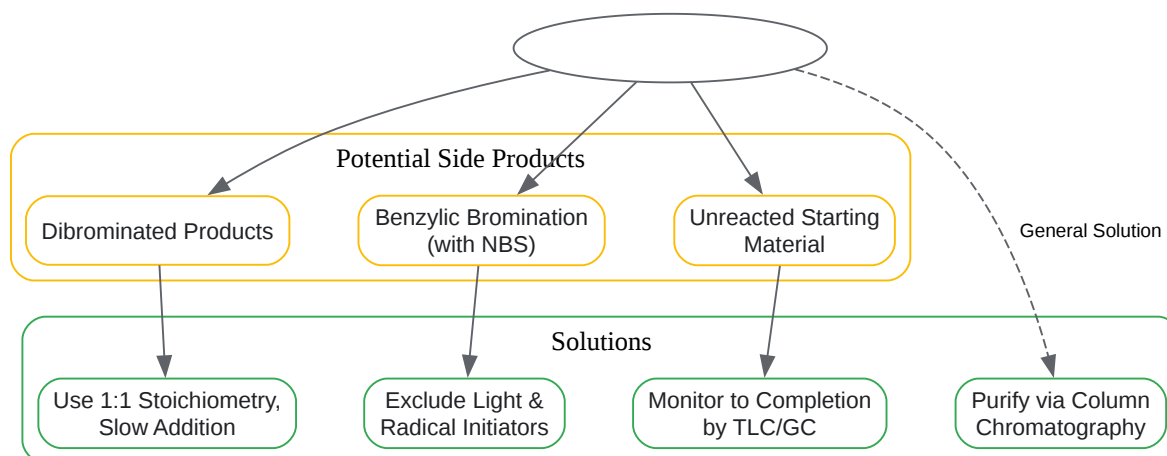 Potential Side Products
Dibrominated Products
Benzylic Bromination
(with NBS)
Unreacted Starting
Material
General Solution
Solutions
Use 1:1 Stoichiometry,
Slow Addition
Exclude Light &
Radical Initiators
Monitor to Completion
by TLC/GC
Purify via Column
Chromatography